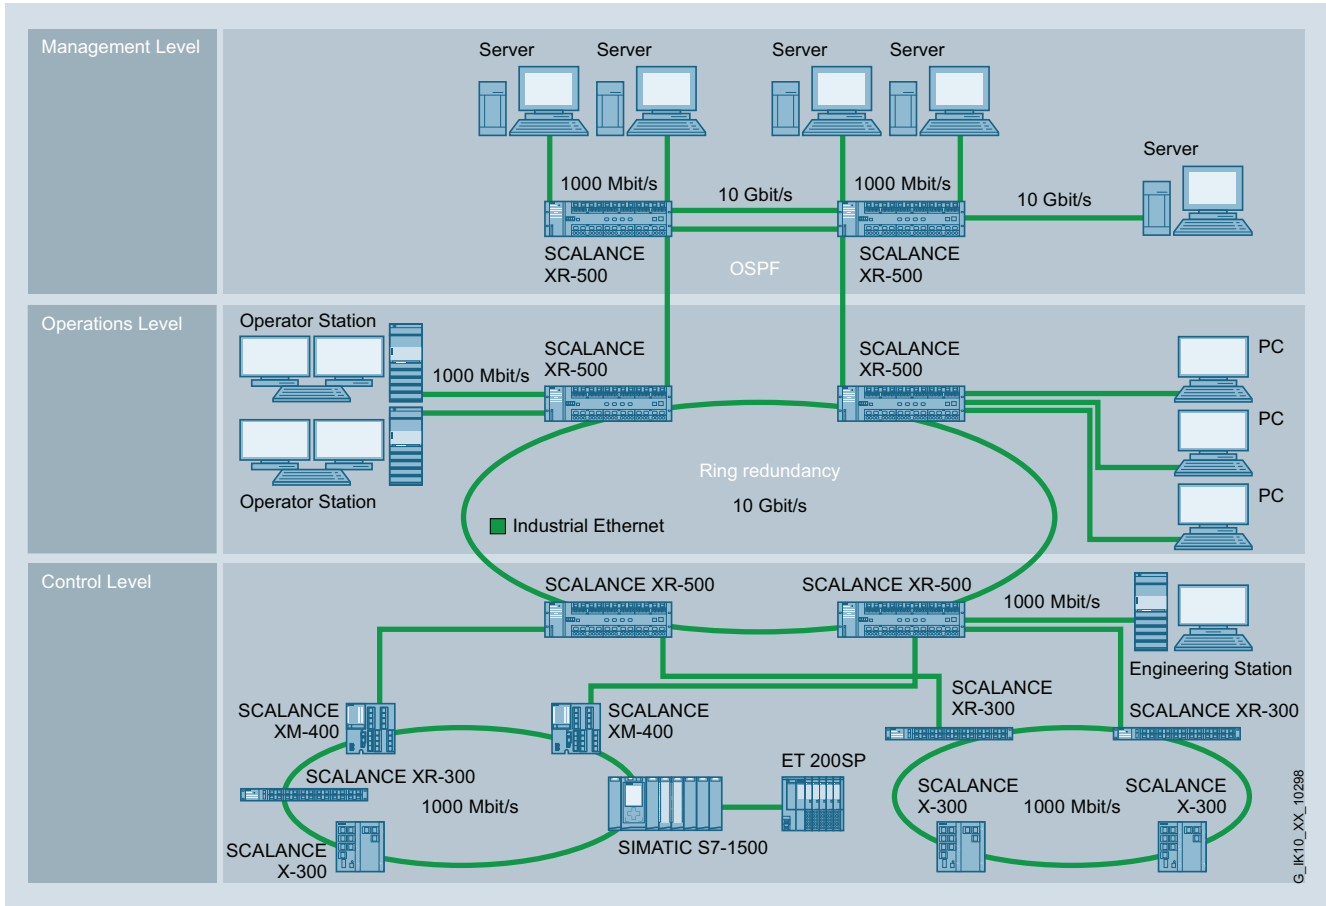 Management Level
Server
Server
Server
Server
Server
1000 Mbit/s
10 Gbit/s
1000 Mbit/s
10 Gbit/s
SCALANCE
XR-500
OSPF
SCALANCE
XR-500
Operations Level
Operator Station
1000 Mbit/s
SCALANCE
XR-500
SCALANCE
XR-500
PC
PC
PC
Operator Station
Ring redundancy
10 Gbit/s
Industrial Ethernet
Control Level
SCALANCE XR-500
SCALANCE XR-500
1000 Mbit/s
Engineering Station
SCALANCE
XM-400
SCALANCE
XM-400
SCALANCE
XR-300
SCALANCE XR-300
SCALANCE XR-300
1000 Mbit/s
ET 200SP
SCALANCE
X-300
1000 Mbit/s
SCALANCE
X-300
SCALANCE
X-300
SIMATIC S7-1500
G_IK10_XX_10298